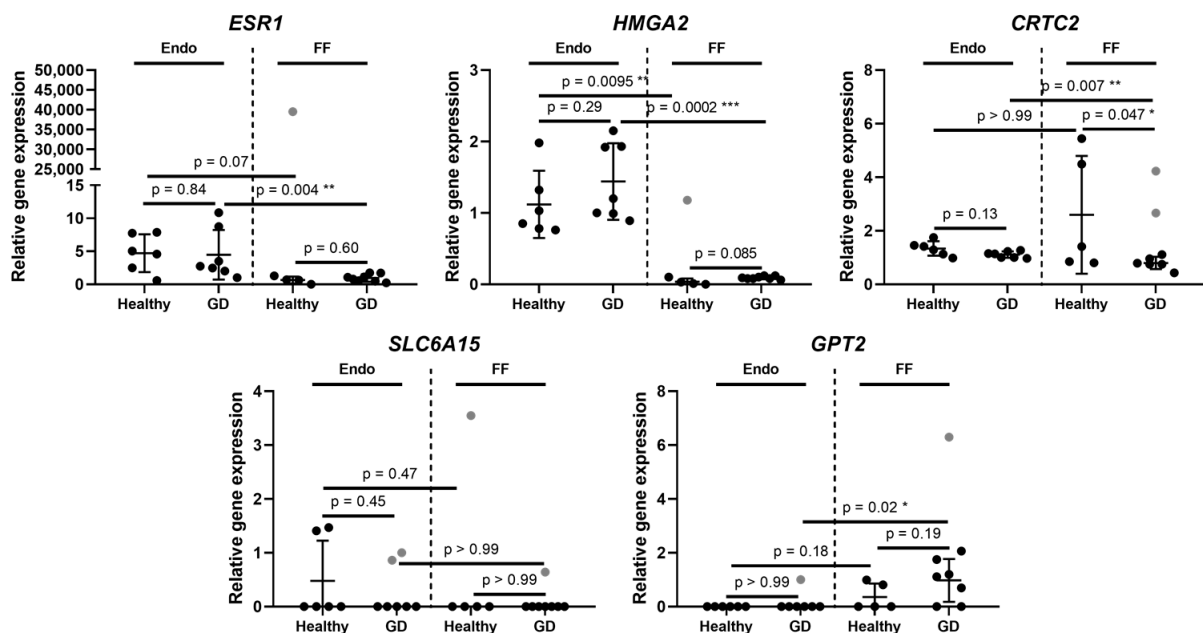 ESR1
Endo
FF
Relative gene expression
50,000
45,000
40,000
35,000
30,000
25,000
15
10
5
0
p = 0.07
p = 0.84
p = 0.004 **
p = 0.60
Healthy
GD
Healthy
GD
HMGA2
Endo
FF
Relative gene expression
3
2
1
0
p = 0.0095 **
p = 0.29
p = 0.0002 ***
p = 0.085
Healthy
GD
Healthy
GD
CRTC2
Endo
FF
Relative gene expression
8
6
4
2
0
p = 0.007 **
p > 0.99
p = 0.047 *
p = 0.13
Healthy
GD
Healthy
GD
SLC6A15
Endo
FF
Relative gene expression
4
3
2
1
0
p = 0.47
p = 0.45
p > 0.99
p > 0.99
Healthy
GD
Healthy
GD
GPT2
Endo
FF
Relative gene expression
8
6
4
2
0
p = 0.02 *
p = 0.19
p = 0.18
p > 0.99
Healthy
GD
Healthy
GD